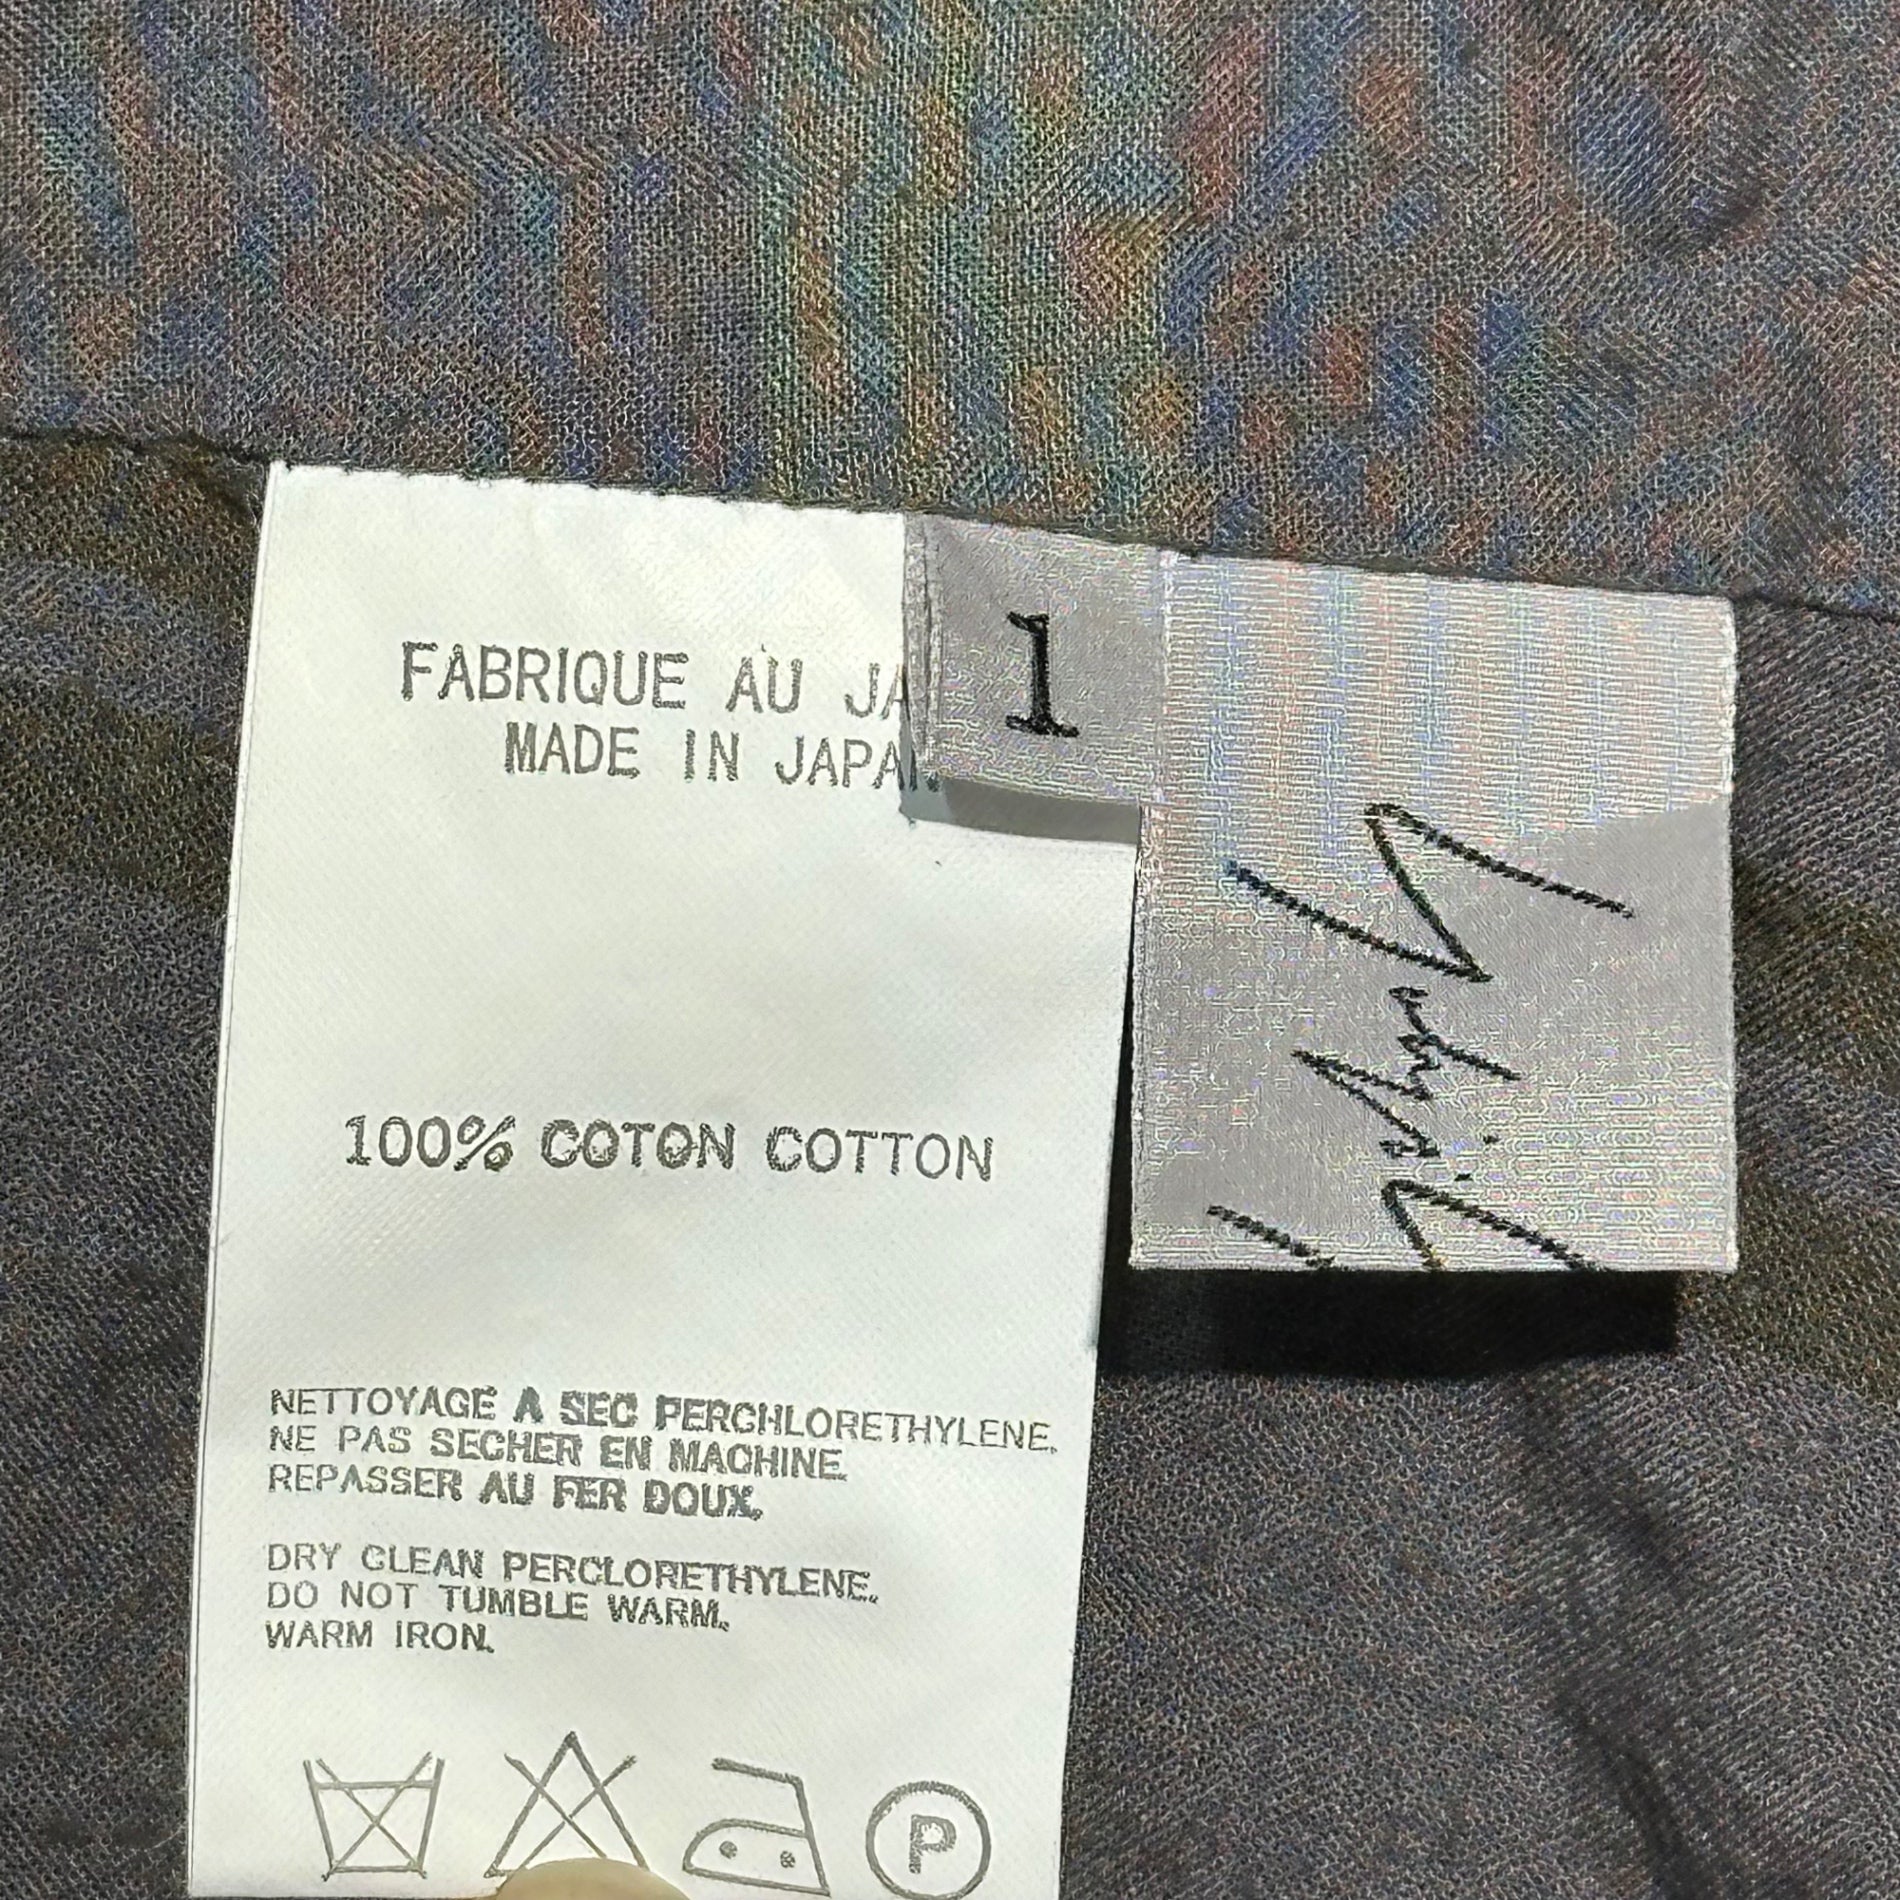 FABRIQUE AU JA
MADE IN JAPAN.
1
100% COTON COTTON
NETTOYAGE A SEC PERCHLORETHYLENE.
NE PAS SECHER EN MACHINE
REPASSER AU FER DOUX.
DRY CLEAN PERCLORETHYLENE.
DO NOT TUMBLE WARM.
WARM IRON.
P